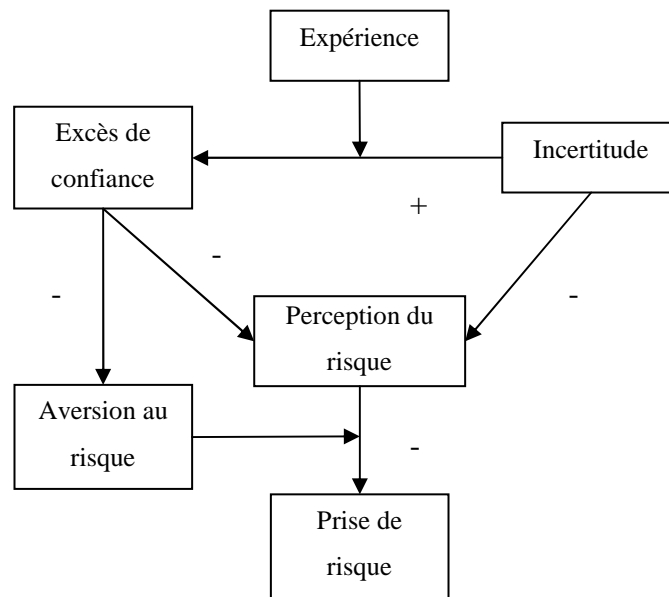 Expérience
Excès de
confiance
Incertitude
+
-
-
-
Perception du
risque
Aversion au
risque
-
Prise de
risque